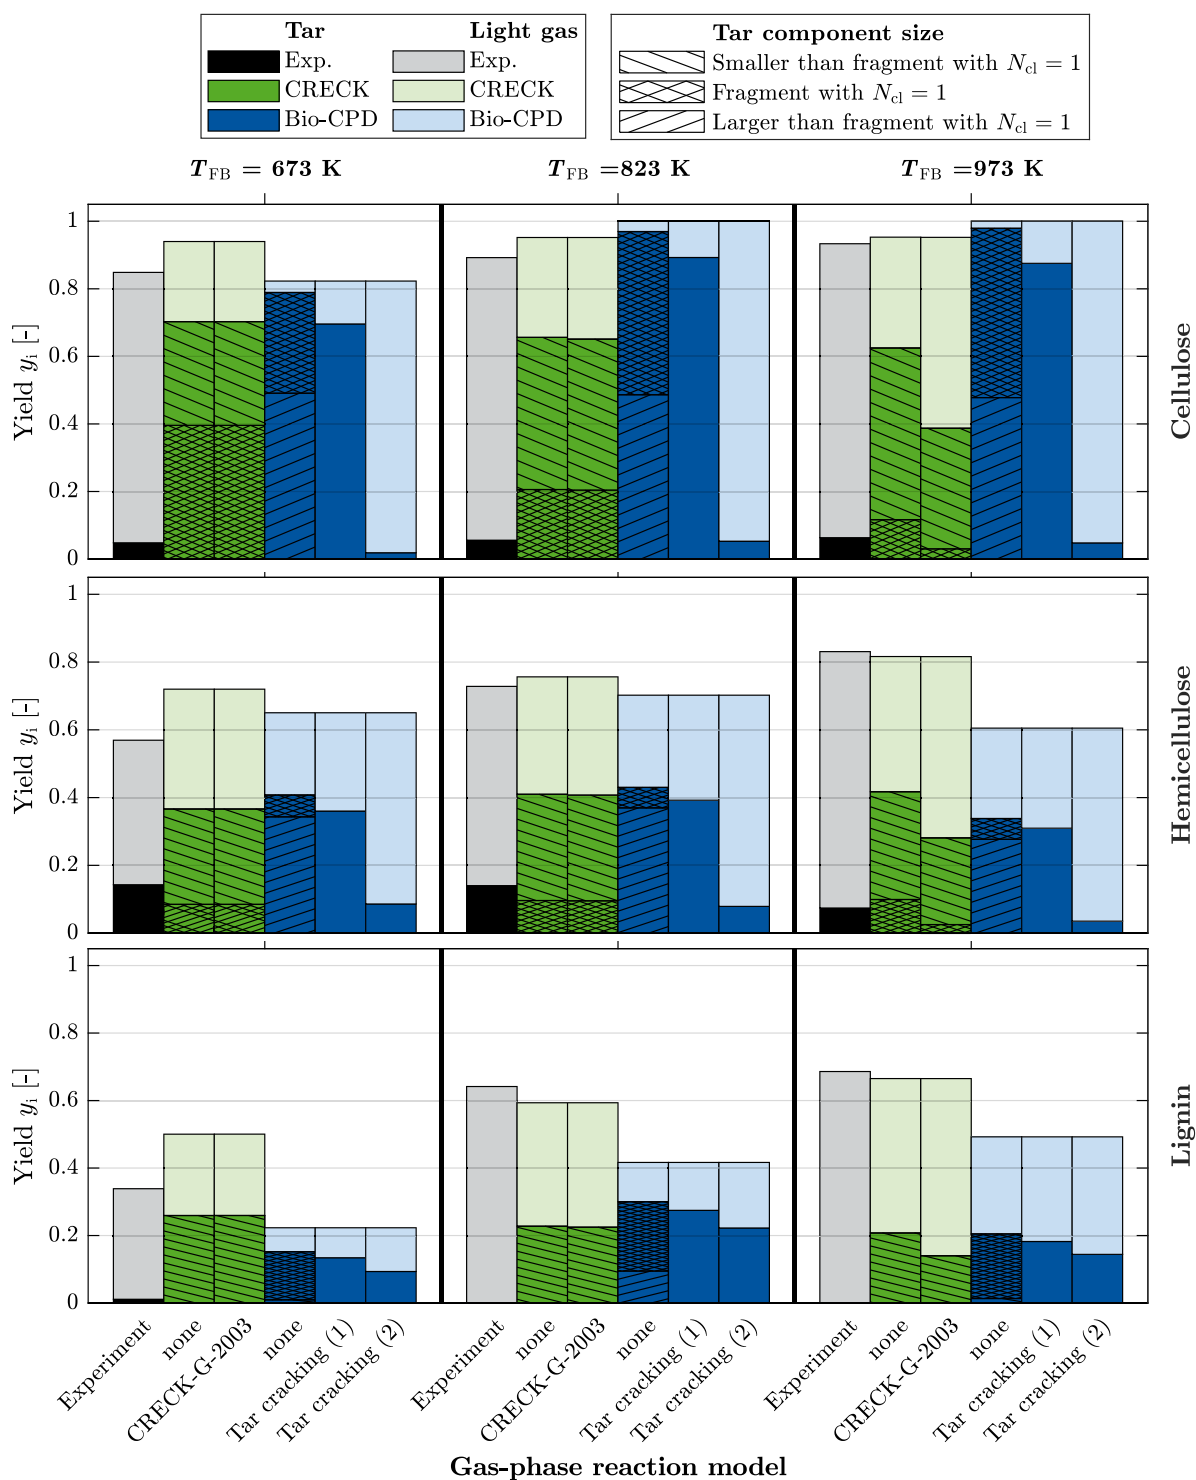 Tar Light gas
Exp. Exp.
CRECK CRECK
Bio-CPD Bio-CPD
Tar component size
Smaller than fragment with N_cl = 1
Fragment with N_cl = 1
Larger than fragment with N_cl = 1
T_FB = 673 K T_FB =823 K T_FB =973 K
1
0.8
0.6
0.4
0.2
0
Yield y_i [-]
Cellulose
1
0.8
0.6
0.4
0.2
0
Yield y_i [-]
Hemicellulose
1
0.8
0.6
0.4
0.2
0
Yield y_i [-]
Lignin
Experiment
none
CRECK-G-2003
none
Tar cracking (1)
Tar cracking (2)
Experiment
none
CRECK-G-2003
none
Tar cracking (1)
Tar cracking (2)
Experiment
none
CRECK-G-2003
none
Tar cracking (1)
Tar cracking (2)
Gas-phase reaction model